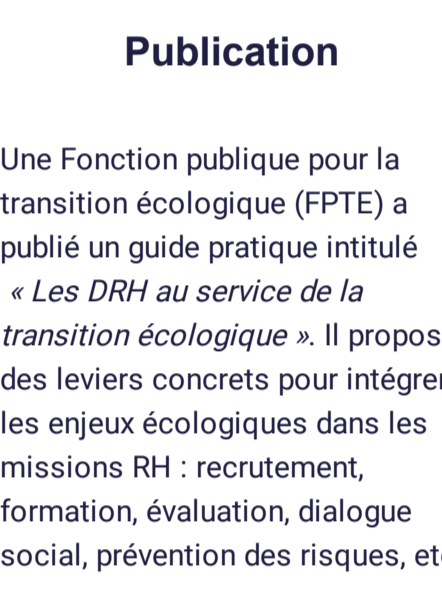 Publication
Une Fonction publique pour la
transition écologique (FPTE) a
publié un guide pratique intitulé
« Les DRH au service de la
transition écologique ». Il propos
des leviers concrets pour intégrer
les enjeux écologiques dans les
missions RH : recrutement,
formation, évaluation, dialogue
social, prévention des risques, et